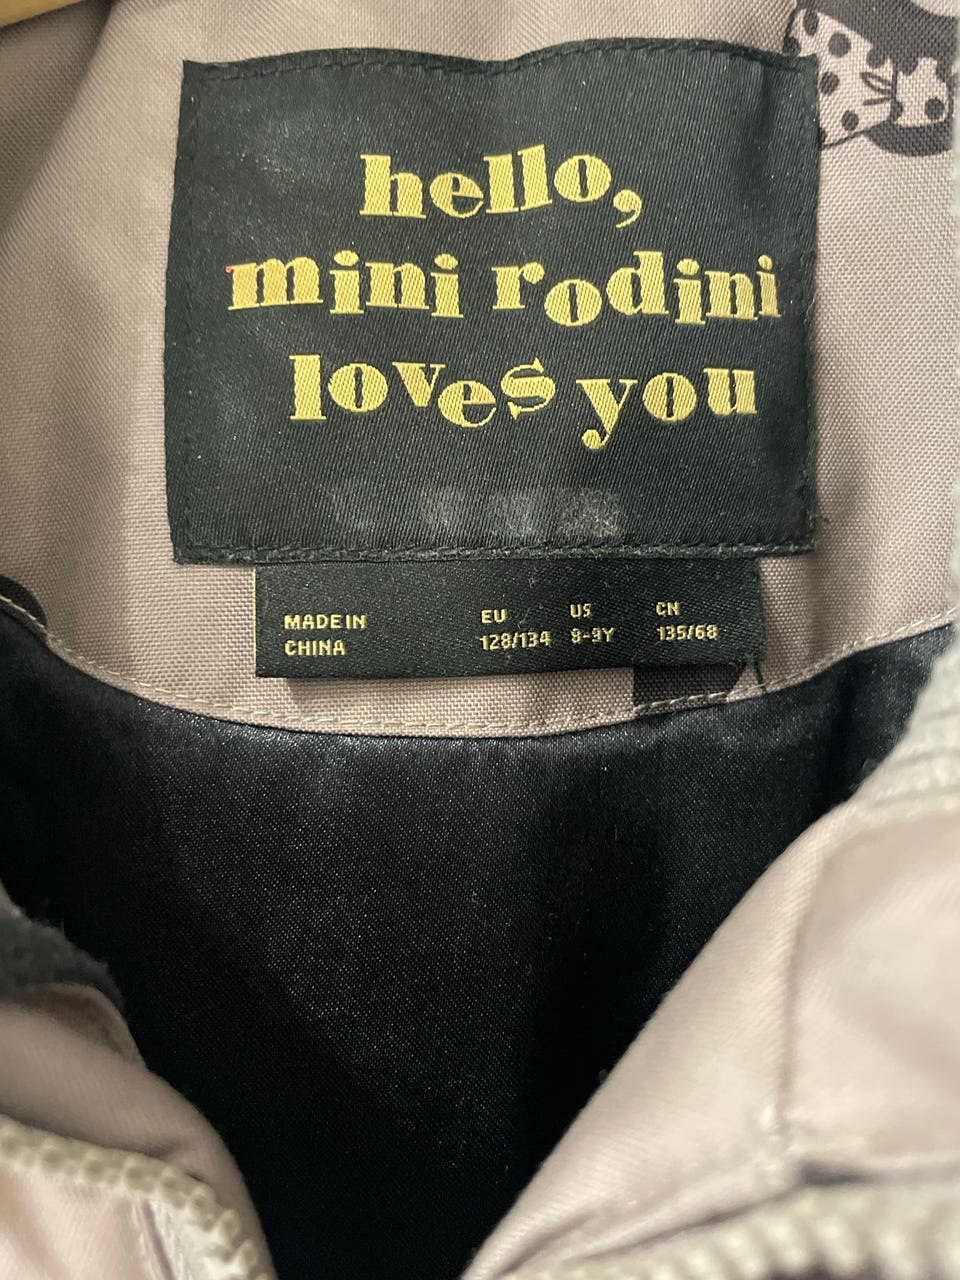 hello,
mini rodini
loves you
MADE IN
CHINA
EU
128/134
US
8-9Y
CN
135/68